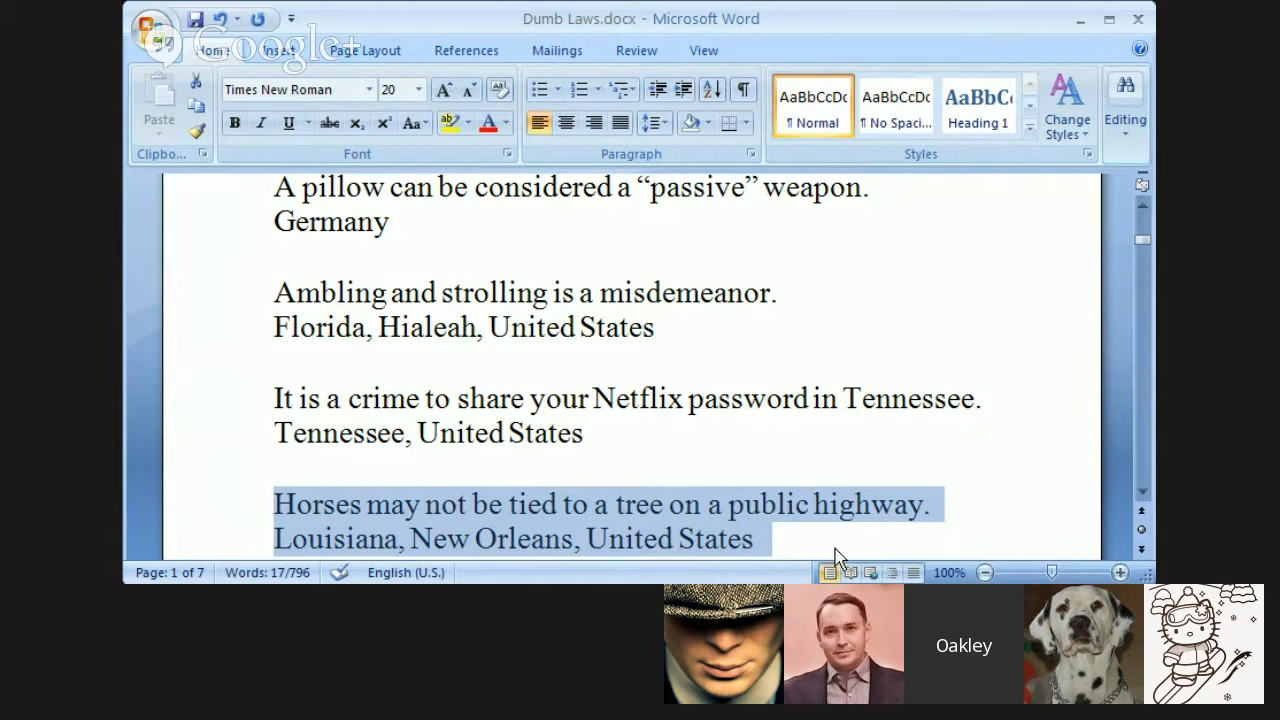 Dumb Laws.docx - Microsoft Word
Google+
Home Insert Page Layout References Mailings Review View
Times New Roman 20
AaBbCcDc AaBbCcDc AaBbC
Paste
¶ Normal ¶ No Spaci... Heading 1 Change Styles Editing
Clipbo... Font Paragraph Styles
A pillow can be considered a “passive” weapon.
Germany
Ambling and strolling is a misdemeanor.
Florida, Hialeah, United States
It is a crime to share your Netflix password in Tennessee.
Tennessee, United States
Horses may not be tied to a tree on a public highway.
Louisiana, New Orleans, United States
Page: 1 of 7 Words: 17/796 English (U.S.) 100%
Oakley